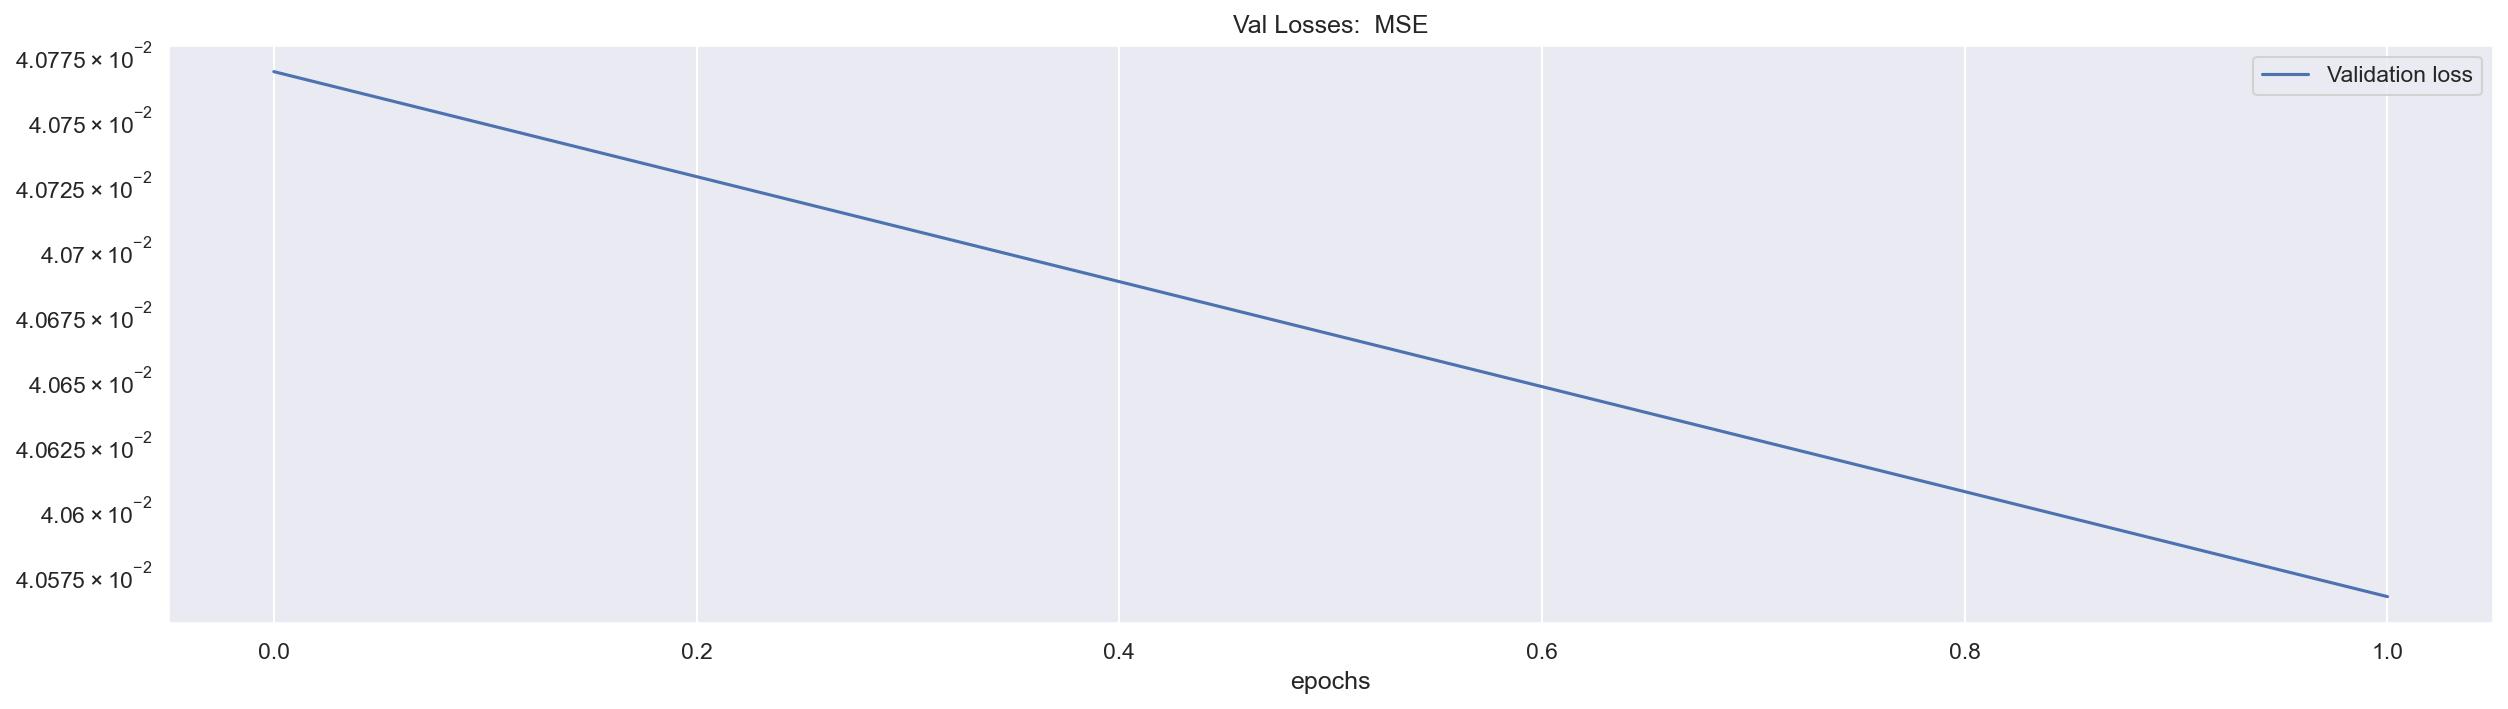 Val Losses:  MSE
4.0775 × 10⁻²
4.075 × 10⁻²
4.0725 × 10⁻²
4.07 × 10⁻²
4.0675 × 10⁻²
4.065 × 10⁻²
4.0625 × 10⁻²
4.06 × 10⁻²
4.0575 × 10⁻²
Validation loss
0.0 0.2 0.4 0.6 0.8 1.0
epochs